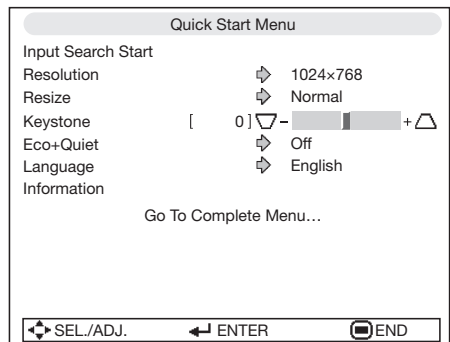 Quick Start Menu
Input Search Start
Resolution 1024×768
Resize Normal
Keystone [ 0 ] - +
Eco+Quiet Off
Language English
Information
Go To Complete Menu...
SEL./ADJ. ENTER END